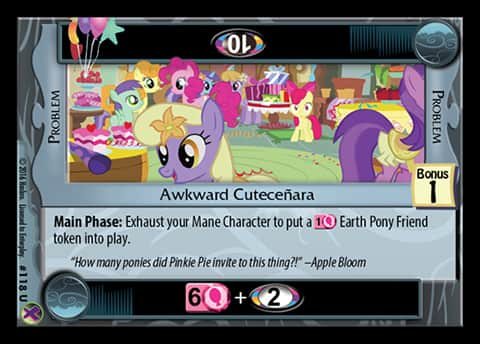 10
PROBLEM
PROBLEM
Awkward Cuteceñara
Bonus
1
Main Phase: Exhaust your Mane Character to put a 1 Earth Pony Friend
token into play.
"How many ponies did Pinkie Pie invite to this thing?!" –Apple Bloom
6 + 2
© 2016 Hasbro. Licensed to Enterplay.
#118 U